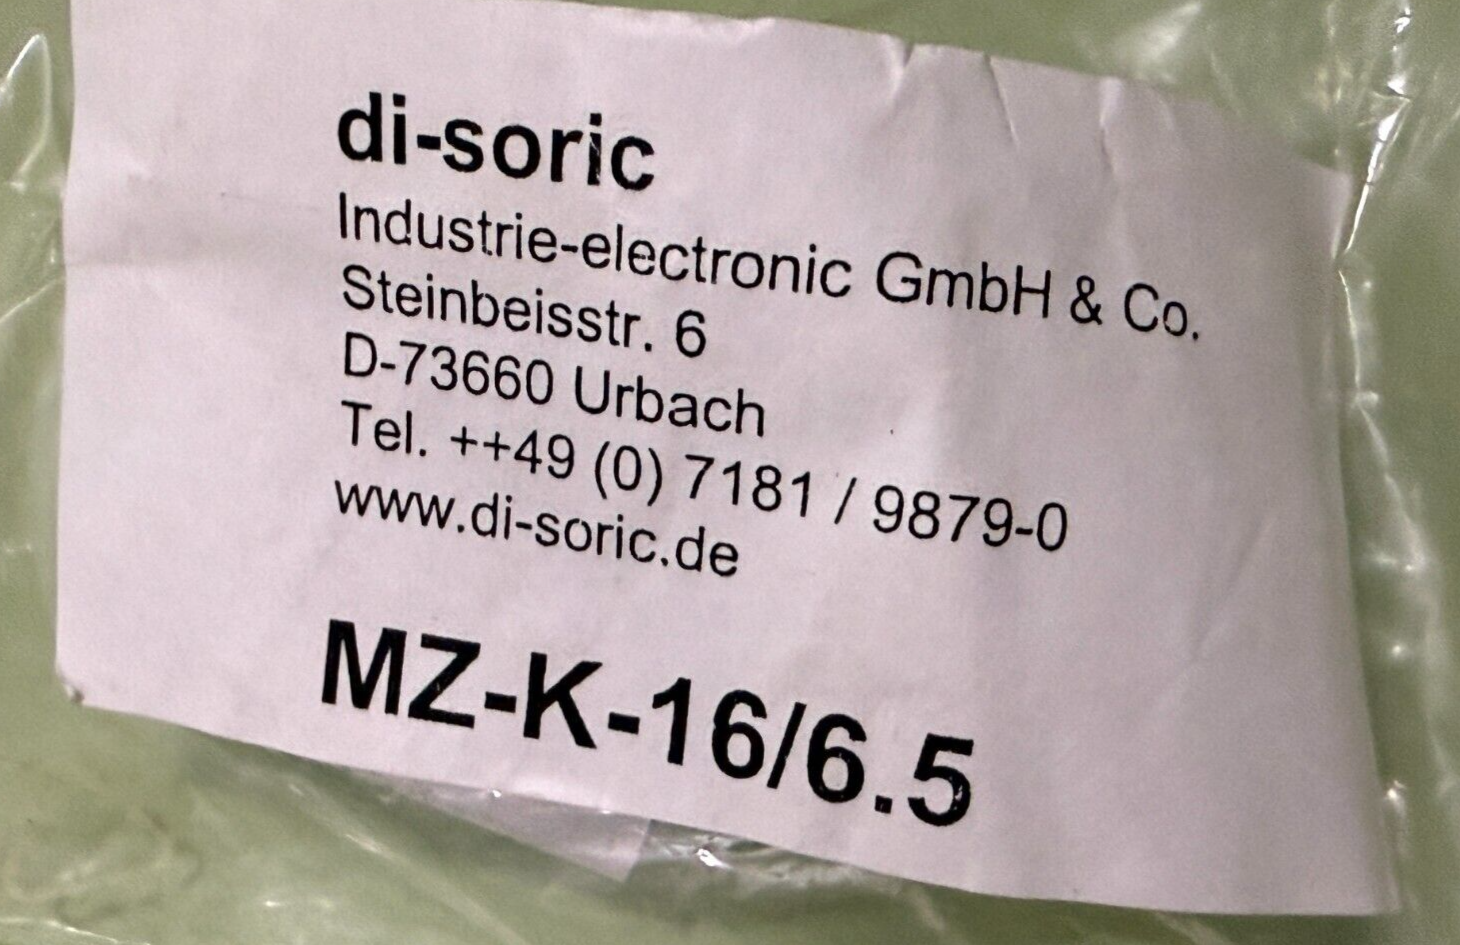 di-soric
Industrie-electronic GmbH & Co.
Steinbeisstr. 6
D-73660 Urbach
Tel. ++49 (0) 7181 / 9879-0
www.di-soric.de
MZ-K-16/6.5